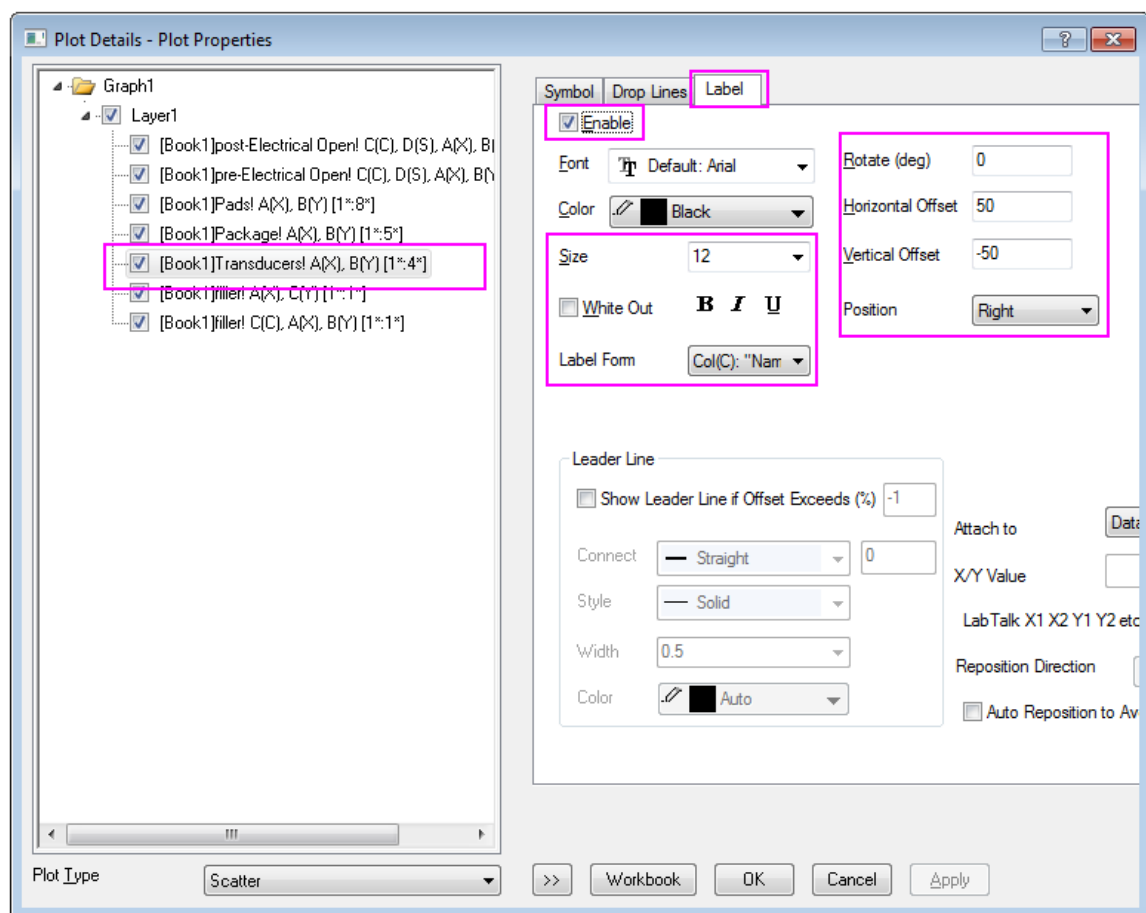 Plot Details - Plot Properties
Graph1
Layer1
[Book1]post-Electrical Open! C(C), D(S), A(X), B(
[Book1]pre-Electrical Open! C(C), D(S), A(X), B(Y
[Book1]Pads! A(X), B(Y) [1*:8*]
[Book1]Package! A(X), B(Y) [1*:5*]
[Book1]Transducers! A(X), B(Y) [1*:4*]
[Book1]filler! A(X), C(Y) [1*:1*]
[Book1]filler! C(C), A(X), B(Y) [1*:1*]
Plot Type
Scatter
Symbol
Drop Lines
Label
Enable
Font
Default: Arial
Color
Black
Size
12
White Out
B I U
Label Form
Col(C): "Nam
Rotate (deg)
0
Horizontal Offset
50
Vertical Offset
-50
Position
Right
Leader Line
Show Leader Line if Offset Exceeds (%)
-1
Connect
Straight
0
Style
Solid
Width
0.5
Color
Auto
Attach to
Data
X/Y Value
LabTalk: X1 X2 Y1 Y2 etc
Reposition Direction
Auto Reposition to Av
>>
Workbook
OK
Cancel
Apply